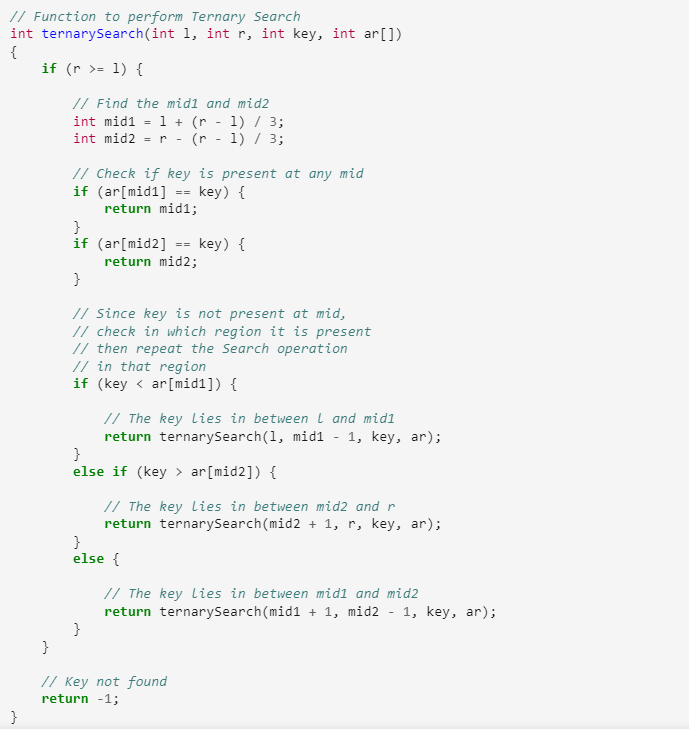 // Function to perform Ternary Search
int ternarySearch(int l, int r, int key, int ar[])
{
    if (r >= l) {
        // Find the mid1 and mid2
        int mid1 = l + (r - l) / 3;
        int mid2 = r - (r - l) / 3;
        // Check if key is present at any mid
        if (ar[mid1] == key) {
            return mid1;
        }
        if (ar[mid2] == key) {
            return mid2;
        }
        // Since key is not present at mid,
        // check in which region it is present
        // then repeat the Search operation
        // in that region
        if (key < ar[mid1]) {
            // The key lies in between l and mid1
            return ternarySearch(l, mid1 - 1, key, ar);
        }
        else if (key > ar[mid2]) {
            // The key lies in between mid2 and r
            return ternarySearch(mid2 + 1, r, key, ar);
        }
        else {
            // The key lies in between mid1 and mid2
            return ternarySearch(mid1 + 1, mid2 - 1, key, ar);
        }
    }
    // Key not found
    return -1;
}